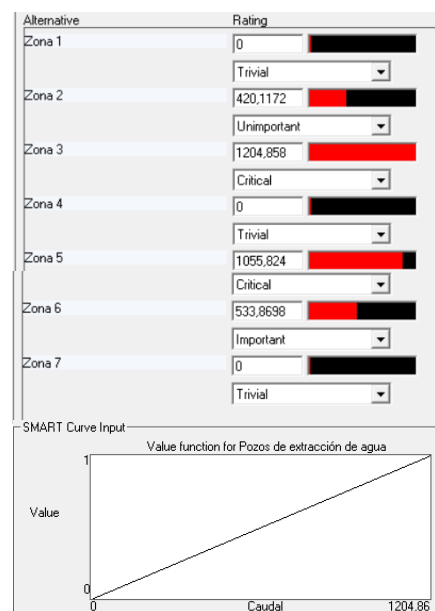 Alternative Rating
Zona 1 0
Trivial
Zona 2 420,1172
Unimportant
Zona 3 1204,858
Critical
Zona 4 0
Trivial
Zona 5 1055,824
Critical
Zona 6 533,8698
Important
Zona 7 0
Trivial
SMART Curve Input
Value function for Pozos de extracción de agua
1
Value
0
0 Caudal 1204.86